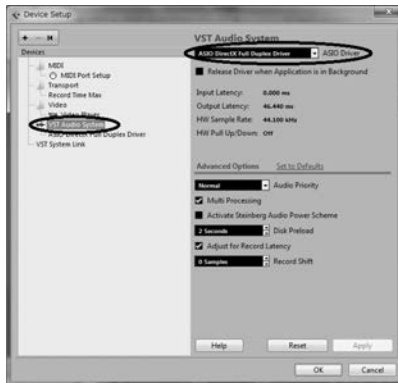 Device Setup
Devices
MIDI
MIDI Port Setup
Transport
Record Time Max
Video
VST Audio System
ASIO DirectX Full Duplex Driver
VST System Link
VST Audio System
ASIO DirectX Full Duplex Driver ASIO Driver
Release Driver when Application is in Background
Input Latency: 0.000 ms
Output Latency: 46.440 ms
HW Sample Rate: 44.100 kHz
HW Pull Up/Down: Off
Advanced Options Set to Defaults
Normal Audio Priority
Multi Processing
Activate Steinberg Audio Power Scheme
2 Seconds Disk Preload
Adjust for Record Latency
0 Samples Record Shift
Help Reset Apply
OK Cancel